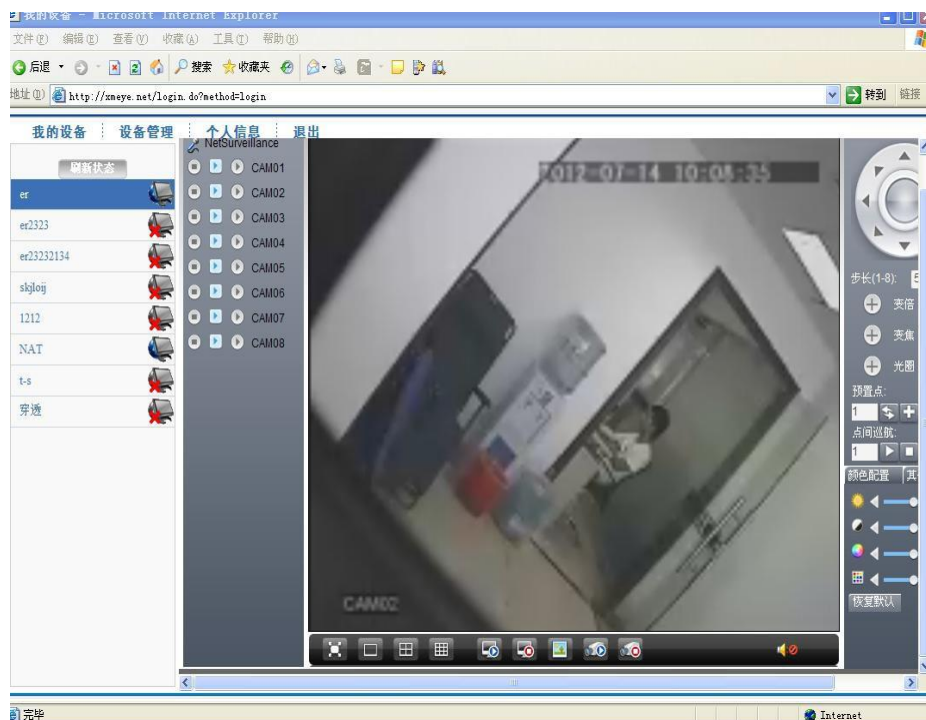 我的设备 - Microsoft Internet Explorer
文件(F) 编辑(E) 查看(V) 收藏(A) 工具(T) 帮助(H)
后退 搜索 收藏夹
地址(D) http://xmeye.net/login.do?method=login 转到 链接
我的设备 设备管理 个人信息 退出
刷新状态
er
er2323
er23232134
skjloij
1212
NAT
t-s
穿透
NetSurveillance
CAM01
CAM02
CAM03
CAM04
CAM05
CAM06
CAM07
CAM08
2012-07-14 10:08:35
CAM02
步长(1-8): 5
变倍
变焦
光圈
预置点:
1
点间巡航:
1
颜色配置 其
恢复默认
完毕 Internet